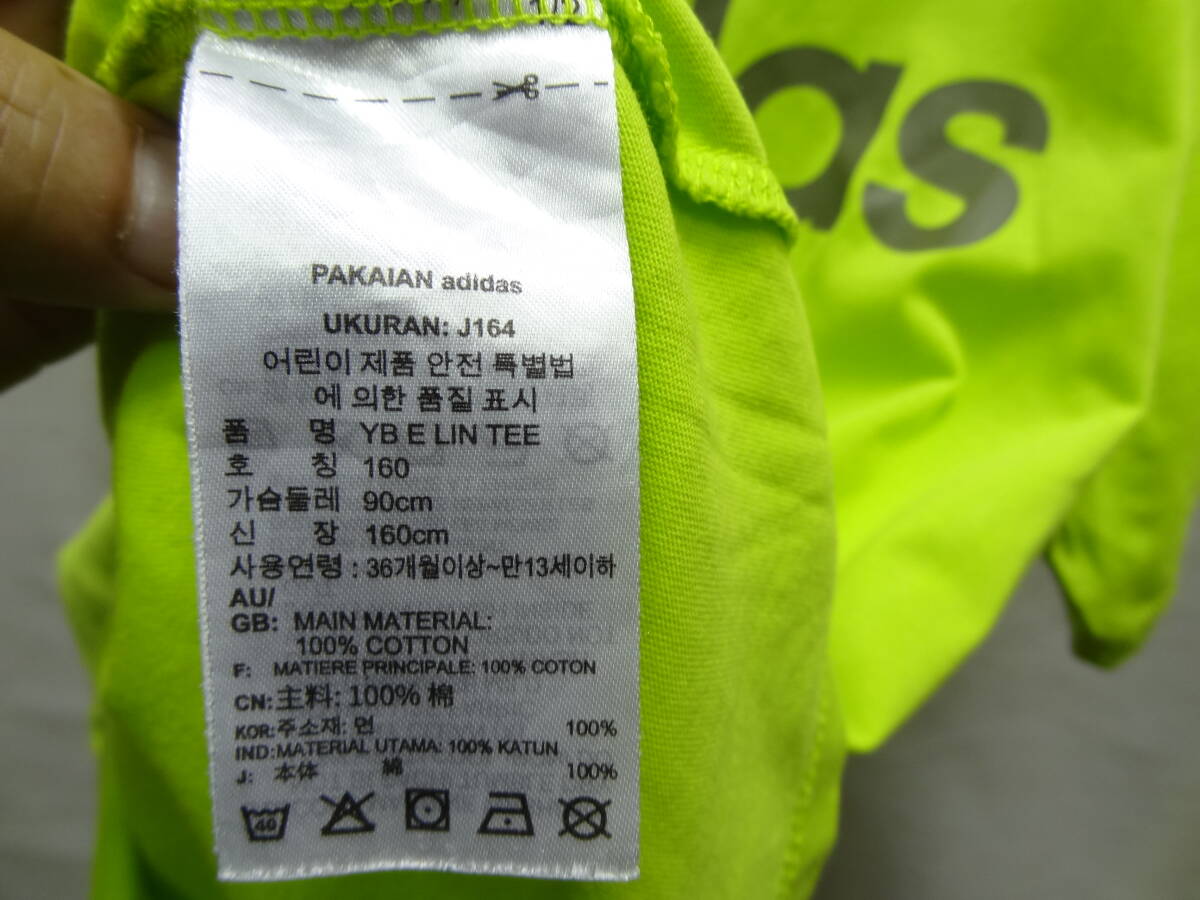 as
PAKAIAN adidas
UKURAN: J164
어린이 제품 안전 특별법
에 의한 품질 표시
품 명 YB E LIN TEE
호 칭 160
가슴둘레 90cm
신 장 160cm
사용연령 : 36개월이상~만13세이하
AU/
GB: MAIN MATERIAL:
100% COTTON
F: MATIERE PRINCIPALE: 100% COTON
CN:主料: 100% 棉
KOR:주소재: 면 100%
IND:MATERIAL UTAMA: 100% KATUN
J: 本体 綿 100%
40